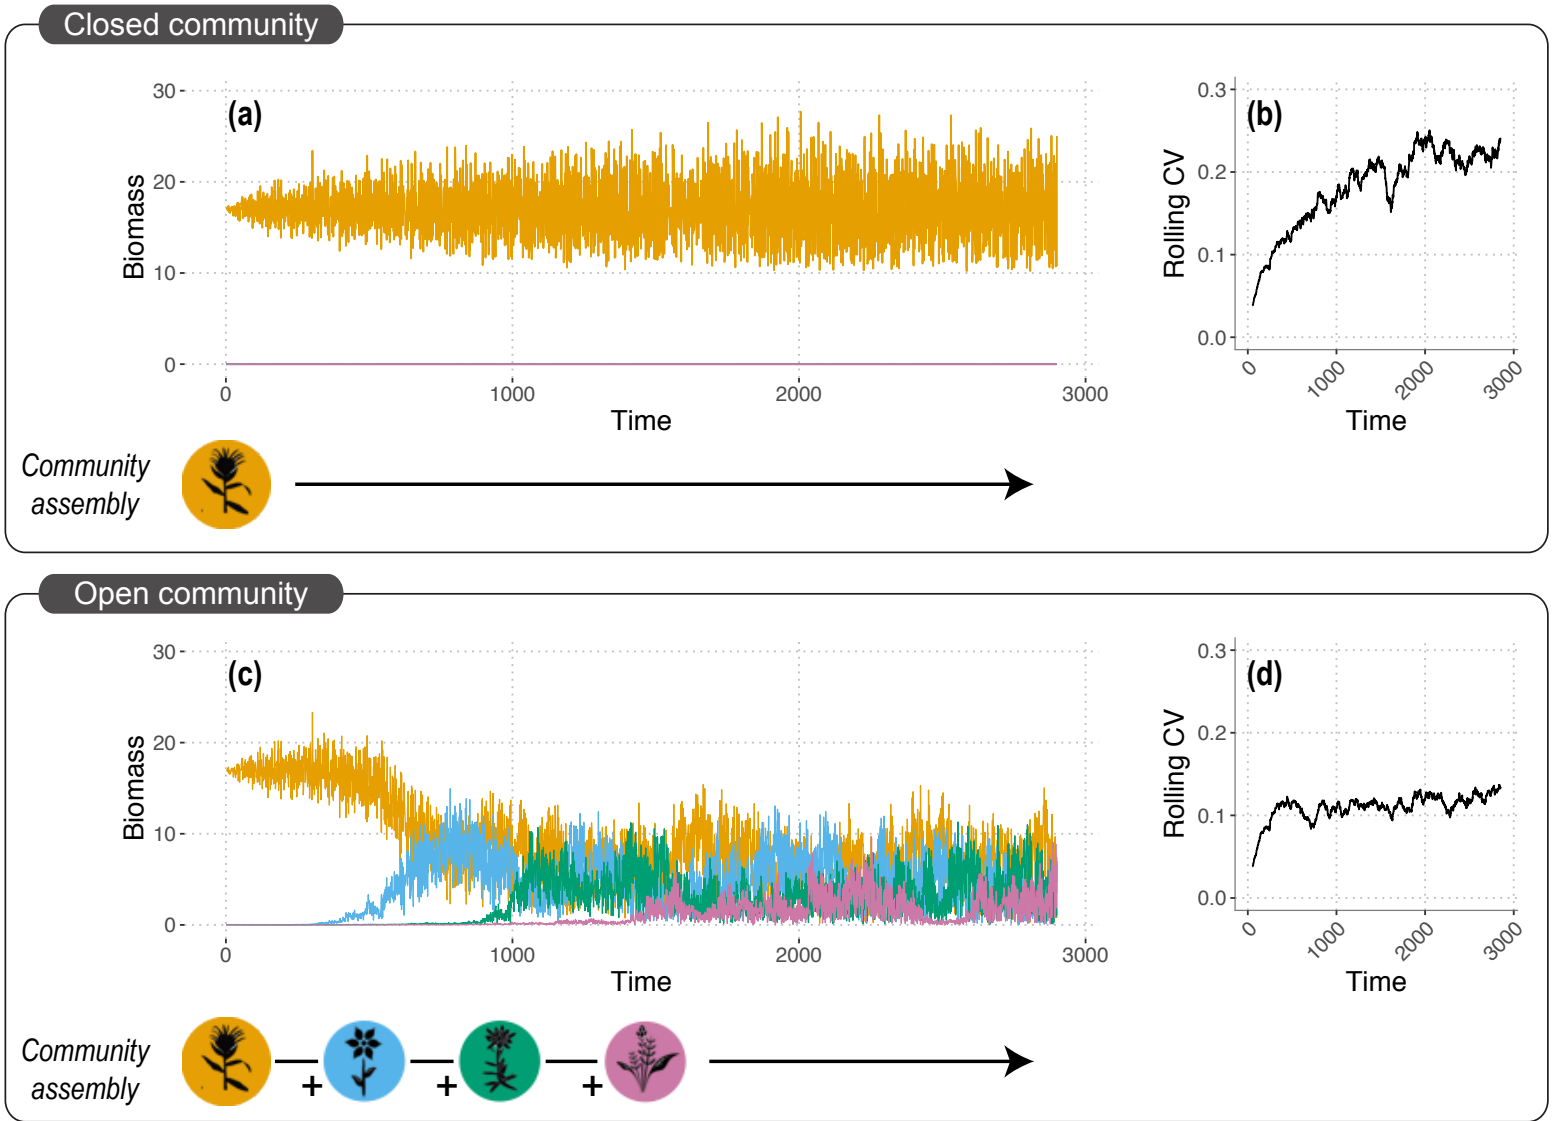 Closed community
(a)
Biomass
30
20
10
0
0
1000
2000
3000
Time
(b)
Rolling CV
0.3
0.2
0.1
0.0
0
1000
2000
3000
Time
Community
assembly
Open community
(c)
Biomass
30
20
10
0
0
1000
2000
3000
Time
(d)
Rolling CV
0.3
0.2
0.1
0.0
0
1000
2000
3000
Time
Community
assembly
+
+
+